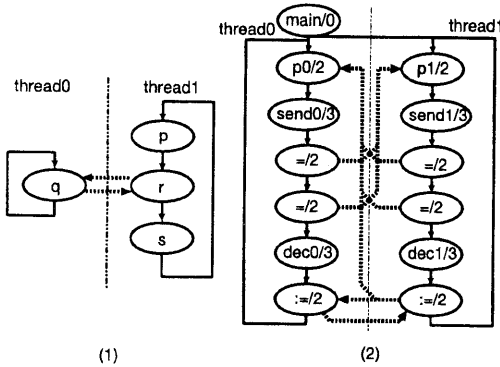 thread0
thread1
p
q
r
s
(1)
thread0
main/0
thread1
p0/2
p1/2
send0/3
send1/3
=/2
=/2
=/2
=/2
dec0/3
dec1/3
:=/2
:=/2
(2)